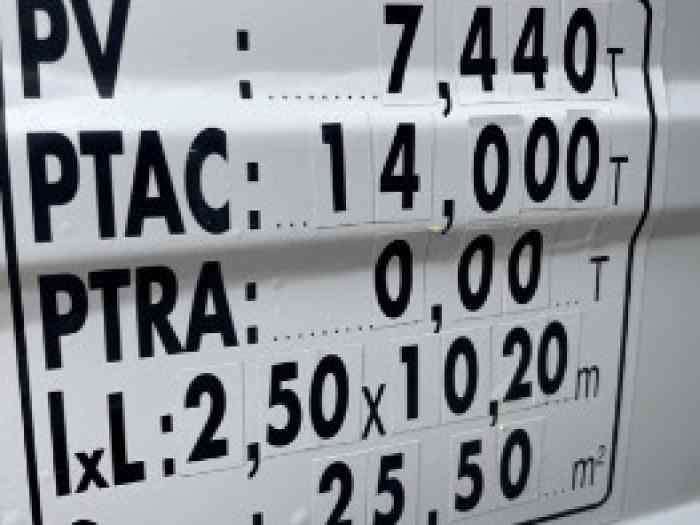 PV : ........ 7,440 T
PTAC: ... 14,000 T
PTRA: ......... 0,00 ... T
lxL: 2,50 x 10,20 m
: 25,50 ... m²